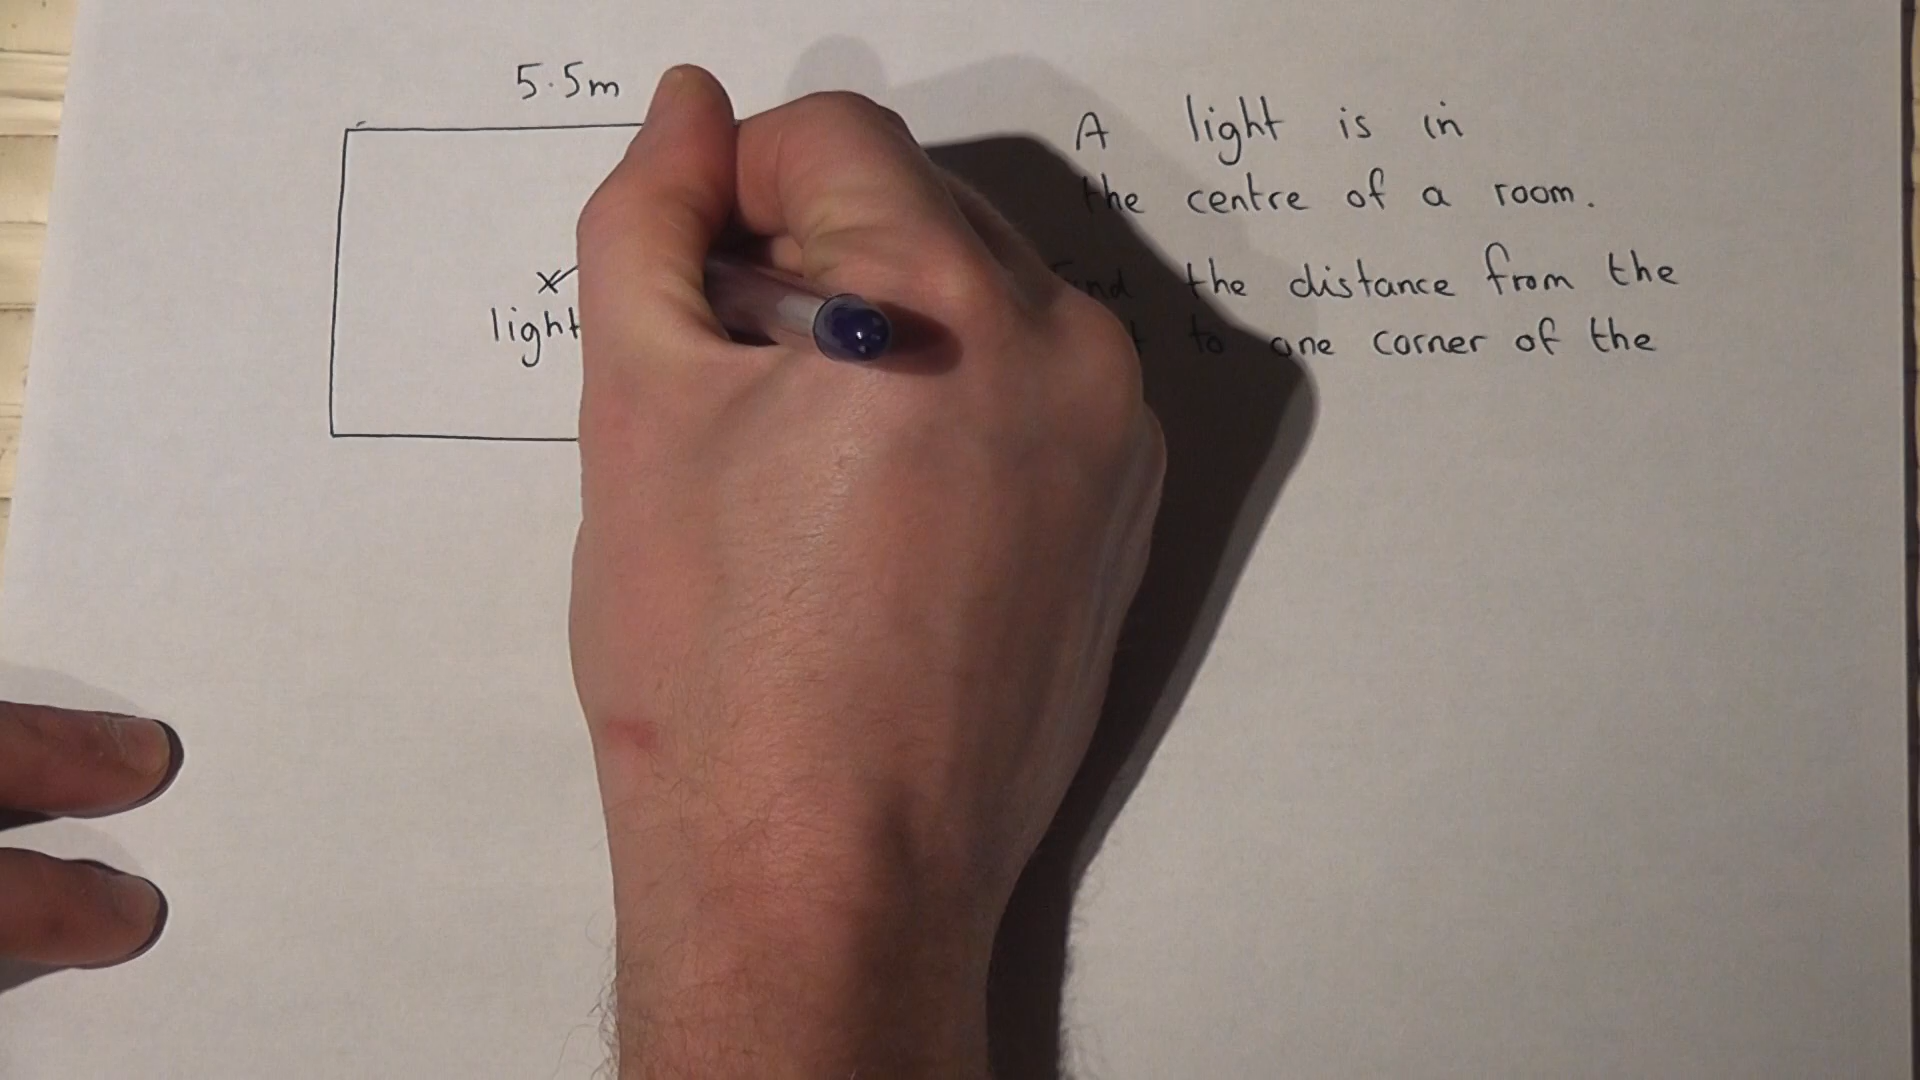 5.5m
light
A light is in
the centre of a room.
the distance from the
to one corner of the